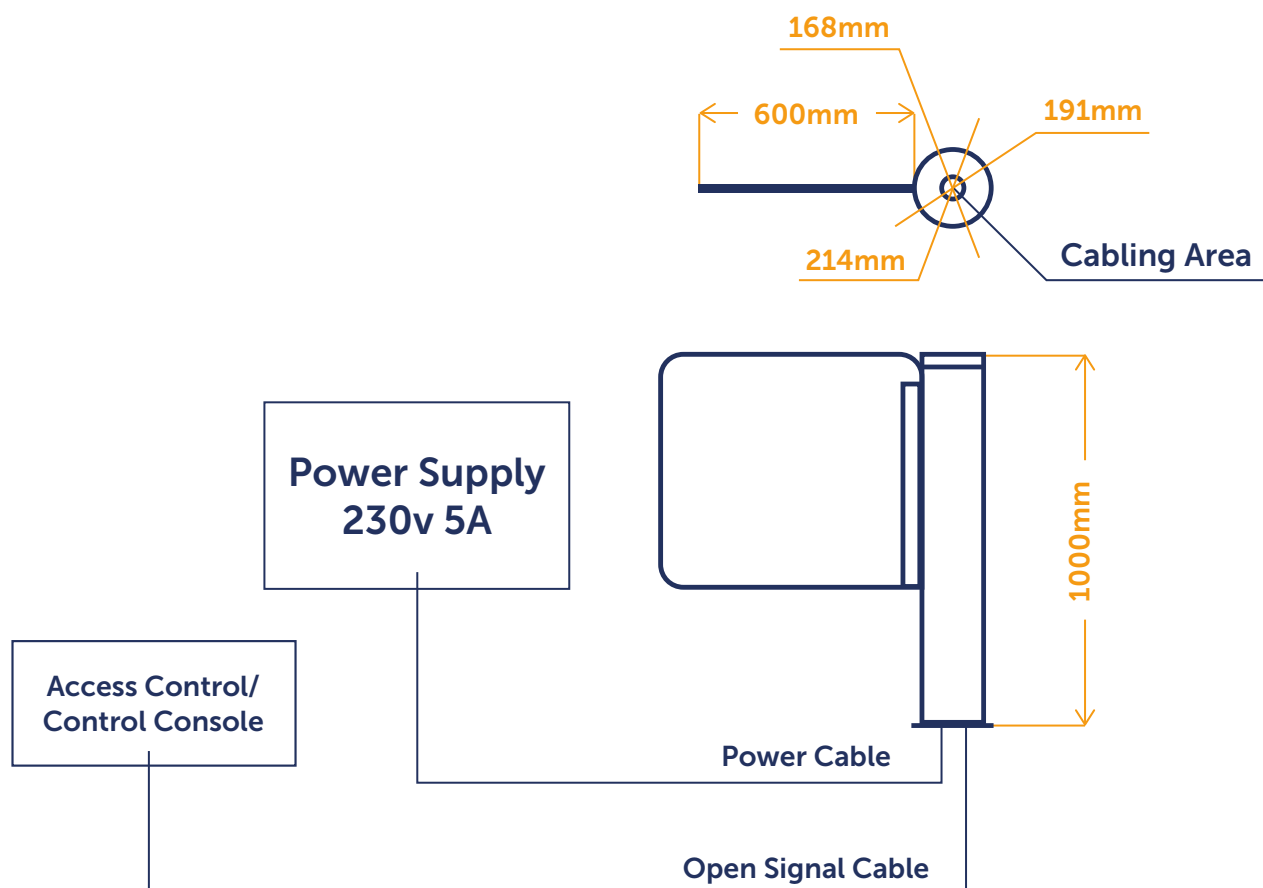 168mm
600mm
191mm
214mm
Cabling Area
Power Supply
230v 5A
1000mm
Access Control/
Control Console
Power Cable
Open Signal Cable